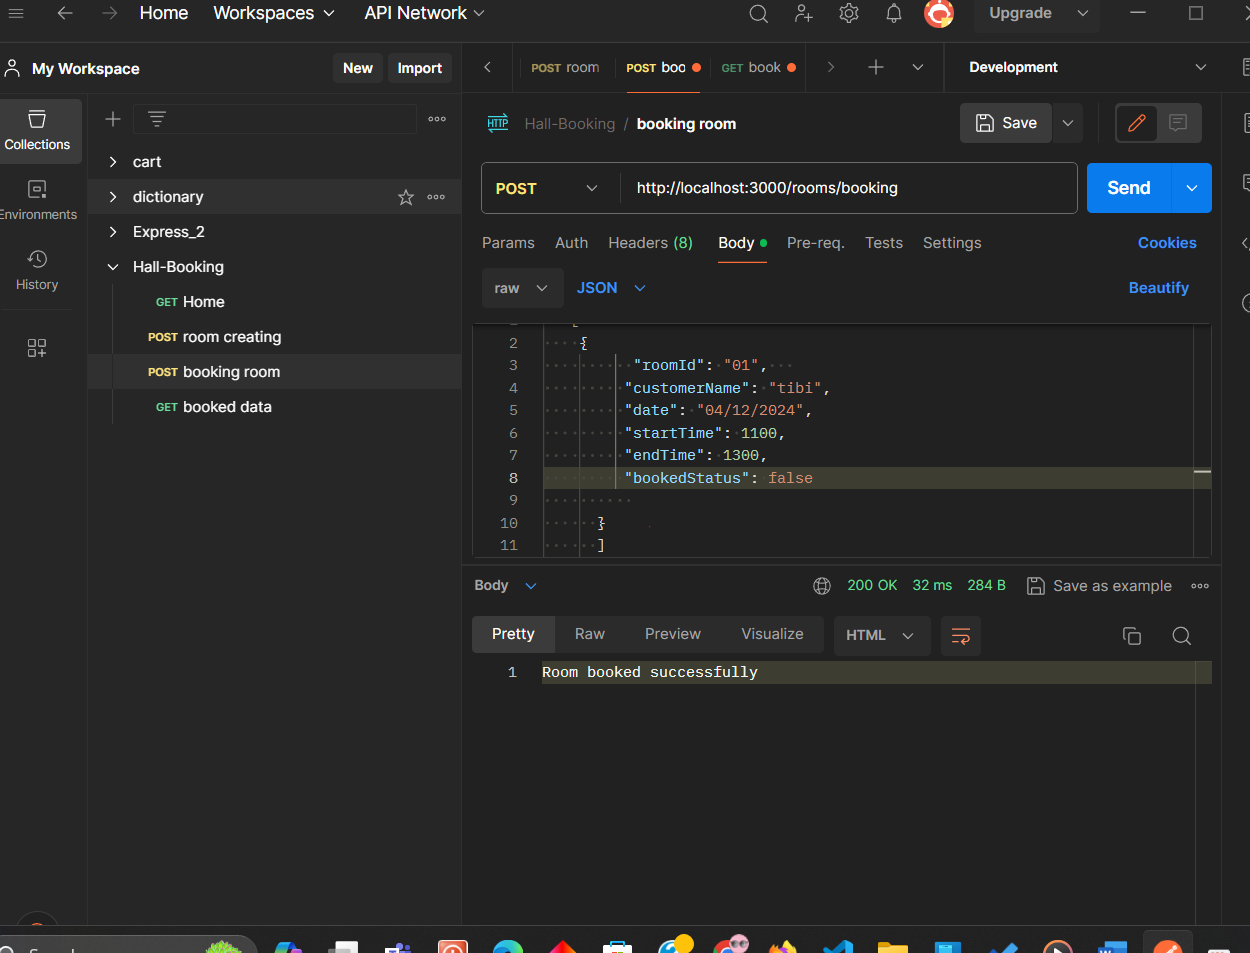 Home Workspaces API Network Upgrade
My Workspace New Import
POST room POST boo GET book Development
Collections
Environments
History
cart
dictionary
Express_2
Hall-Booking
GET Home
POST room creating
POST booking room
GET booked data
HTTP Hall-Booking / booking room Save
POST http://localhost:3000/rooms/booking Send
Params Auth Headers (8) Body Pre-req. Tests Settings Cookies
raw JSON Beautify
2 {
3 "roomId": "01",
4 "customerName": "tibi",
5 "date": "04/12/2024",
6 "startTime": 1100,
7 "endTime": 1300,
8 "bookedStatus": false
9
10 }
11 ]
Body 200 OK 32 ms 284 B Save as example
Pretty Raw Preview Visualize HTML
1 Room booked successfully